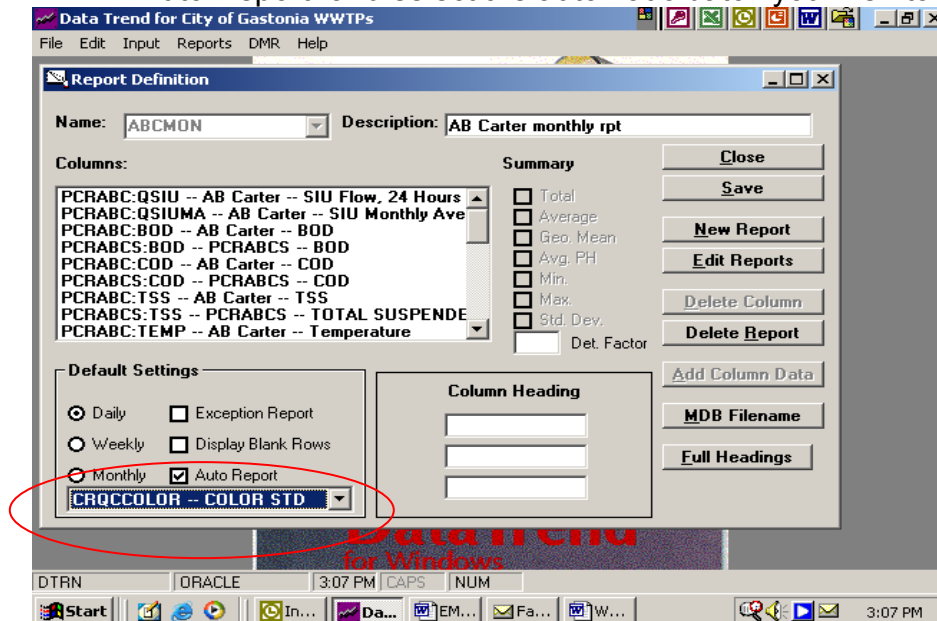 Data Trend for City of Gastonia WWTPs
File Edit Input Reports DMR Help
Report Definition
Name: ABCMON Description: AB Carter monthly rpt
Columns:
PCRABC:QSIU -- AB Carter -- SIU Flow, 24 Hours
PCRABC:QSIUMA -- AB Carter -- SIU Monthly Ave
PCRABC:BOD -- AB Carter -- BOD
PCRABCS:BOD -- PCRABCS -- BOD
PCRABC:COD -- AB Carter -- COD
PCRABCS:COD -- PCRABCS -- COD
PCRABC:TSS -- AB Carter -- TSS
PCRABCS:TSS -- PCRABCS -- TOTAL SUSPENDE
PCRABC:TEMP -- AB Carter -- Temperature
Summary
Total
Average
Geo. Mean
Avg. PH
Min.
Max.
Std. Dev.
Det. Factor
Close
Save
New Report
Edit Reports
Delete Column
Delete Report
Add Column Data
MDB Filename
Full Headings
Default Settings
Daily Exception Report
Weekly Display Blank Rows
Monthly Auto Report
CRQCCOLOR -- COLOR STD
Column Heading
DataTrend
for Windows
DTRN ORACLE 3:07 PM CAPS NUM
Start In... Da... EM... Fa... W... 3:07 PM